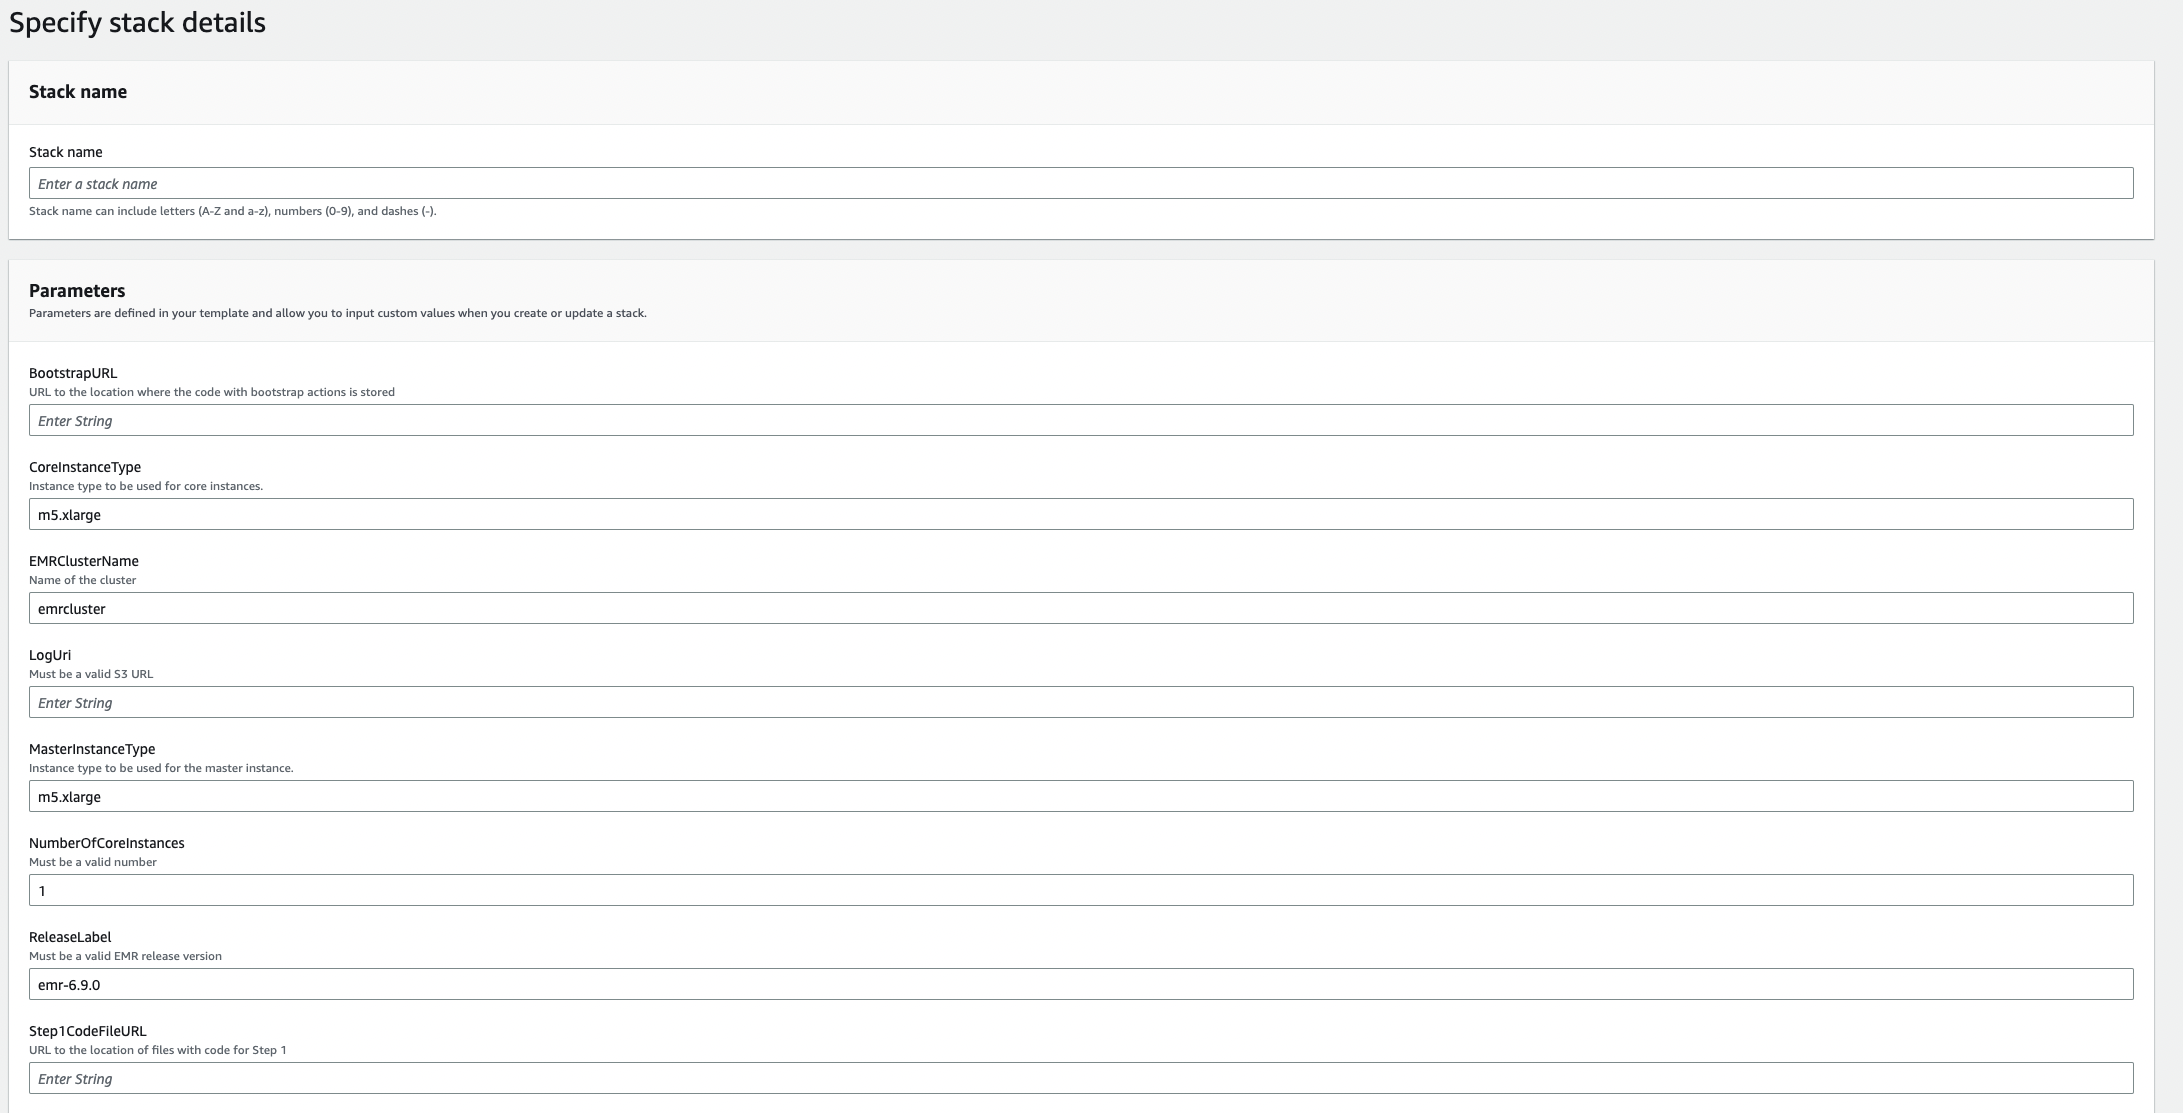 Specify stack details
Stack name
Stack name
Enter a stack name
Stack name can include letters (A-Z and a-z), numbers (0-9), and dashes (-).
Parameters
Parameters are defined in your template and allow you to input custom values when you create or update a stack.
BootstrapURL
URL to the location where the code with bootstrap actions is stored
Enter String
CoreInstanceType
Instance type to be used for core instances.
m5.xlarge
EMRClusterName
Name of the cluster
emrcluster
LogUri
Must be a valid S3 URL
Enter String
MasterInstanceType
Instance type to be used for the master instance.
m5.xlarge
NumberOfCoreInstances
Must be a valid number
1
ReleaseLabel
Must be a valid EMR release version
emr-6.9.0
Step1CodeFileURL
URL to the location of files with code for Step 1
Enter String